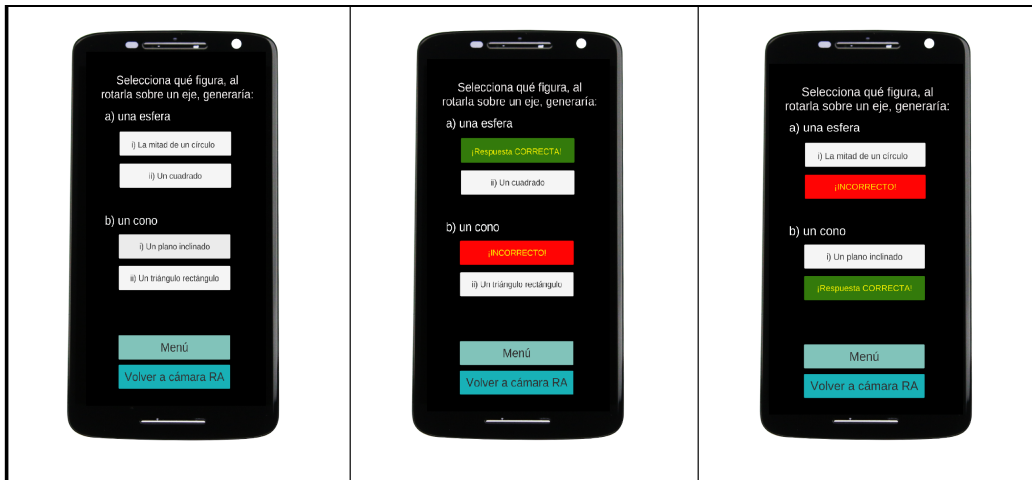 Selecciona qué figura, al
rotarla sobre un eje, generaría:
a) una esfera
i) La mitad de un círculo
ii) Un cuadrado
b) un cono
i) Un plano inclinado
ii) Un triángulo rectángulo
Menú
Volver a cámara RA
Selecciona qué figura, al
rotarla sobre un eje, generaría:
a) una esfera
¡Respuesta CORRECTA!
ii) Un cuadrado
b) un cono
¡INCORRECTO!
ii) Un triángulo rectángulo
Menú
Volver a cámara RA
Selecciona qué figura, al
rotarla sobre un eje, generaría:
a) una esfera
i) La mitad de un círculo
¡INCORRECTO!
b) un cono
i) Un plano inclinado
¡Respuesta CORRECTA!
Menú
Volver a cámara RA